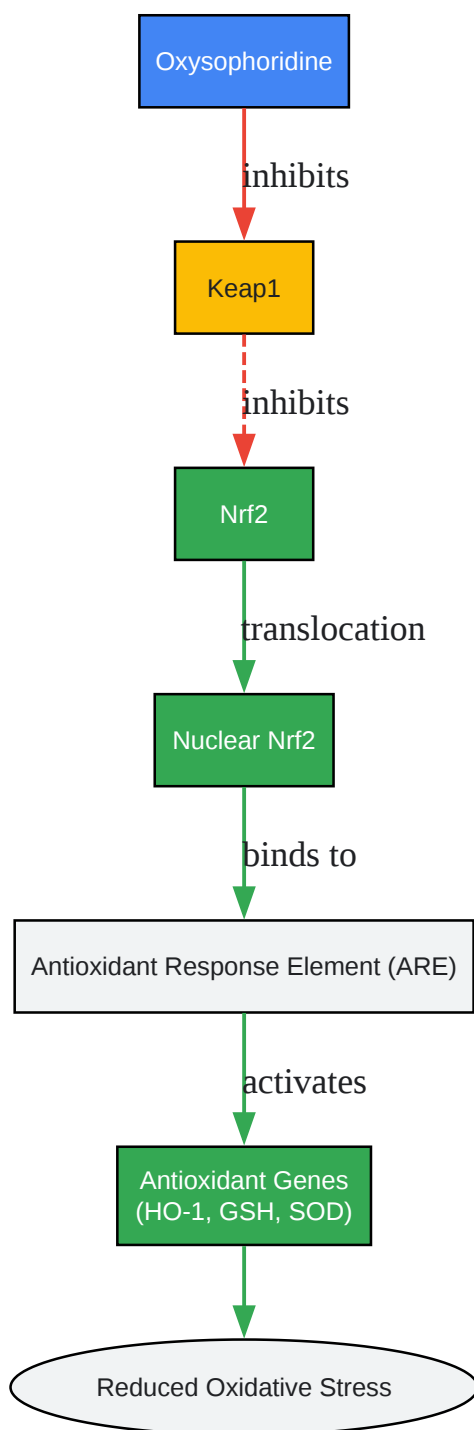 Oxysophoridine
inhibits
Keap1
inhibits
Nrf2
translocation
Nuclear Nrf2
binds to
Antioxidant Response Element (ARE)
activates
Antioxidant Genes
(HO-1, GSH, SOD)
Reduced Oxidative Stress